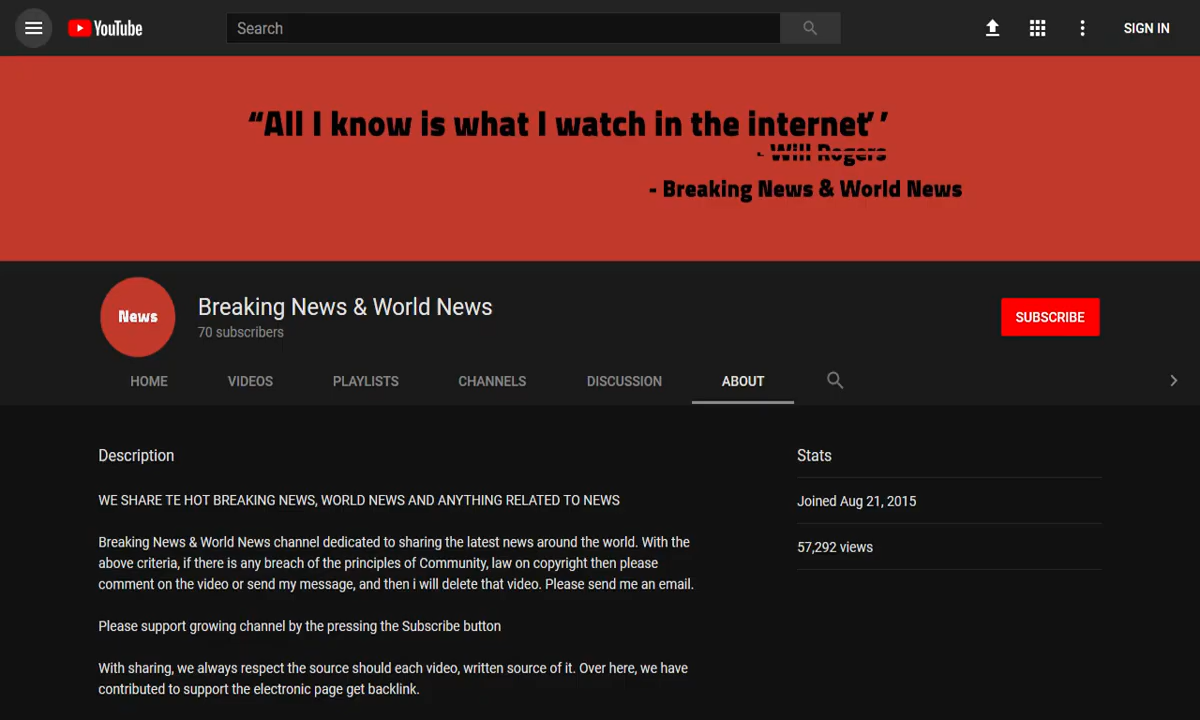 YouTube
Search
SIGN IN
“All I know is what I watch in the internet’’
- Will Rogers
- Breaking News & World News
News
Breaking News & World News
70 subscribers
SUBSCRIBE
HOME
VIDEOS
PLAYLISTS
CHANNELS
DISCUSSION
ABOUT
Description
WE SHARE TE HOT BREAKING NEWS, WORLD NEWS AND ANYTHING RELATED TO NEWS
Breaking News & World News channel dedicated to sharing the latest news around the world. With the
above criteria, if there is any breach of the principles of Community, law on copyright then please
comment on the video or send my message, and then i will delete that video. Please send me an email.
Please support growing channel by the pressing the Subscribe button
With sharing, we always respect the source should each video, written source of it. Over here, we have
contributed to support the electronic page get backlink.
Stats
Joined Aug 21, 2015
57,292 views